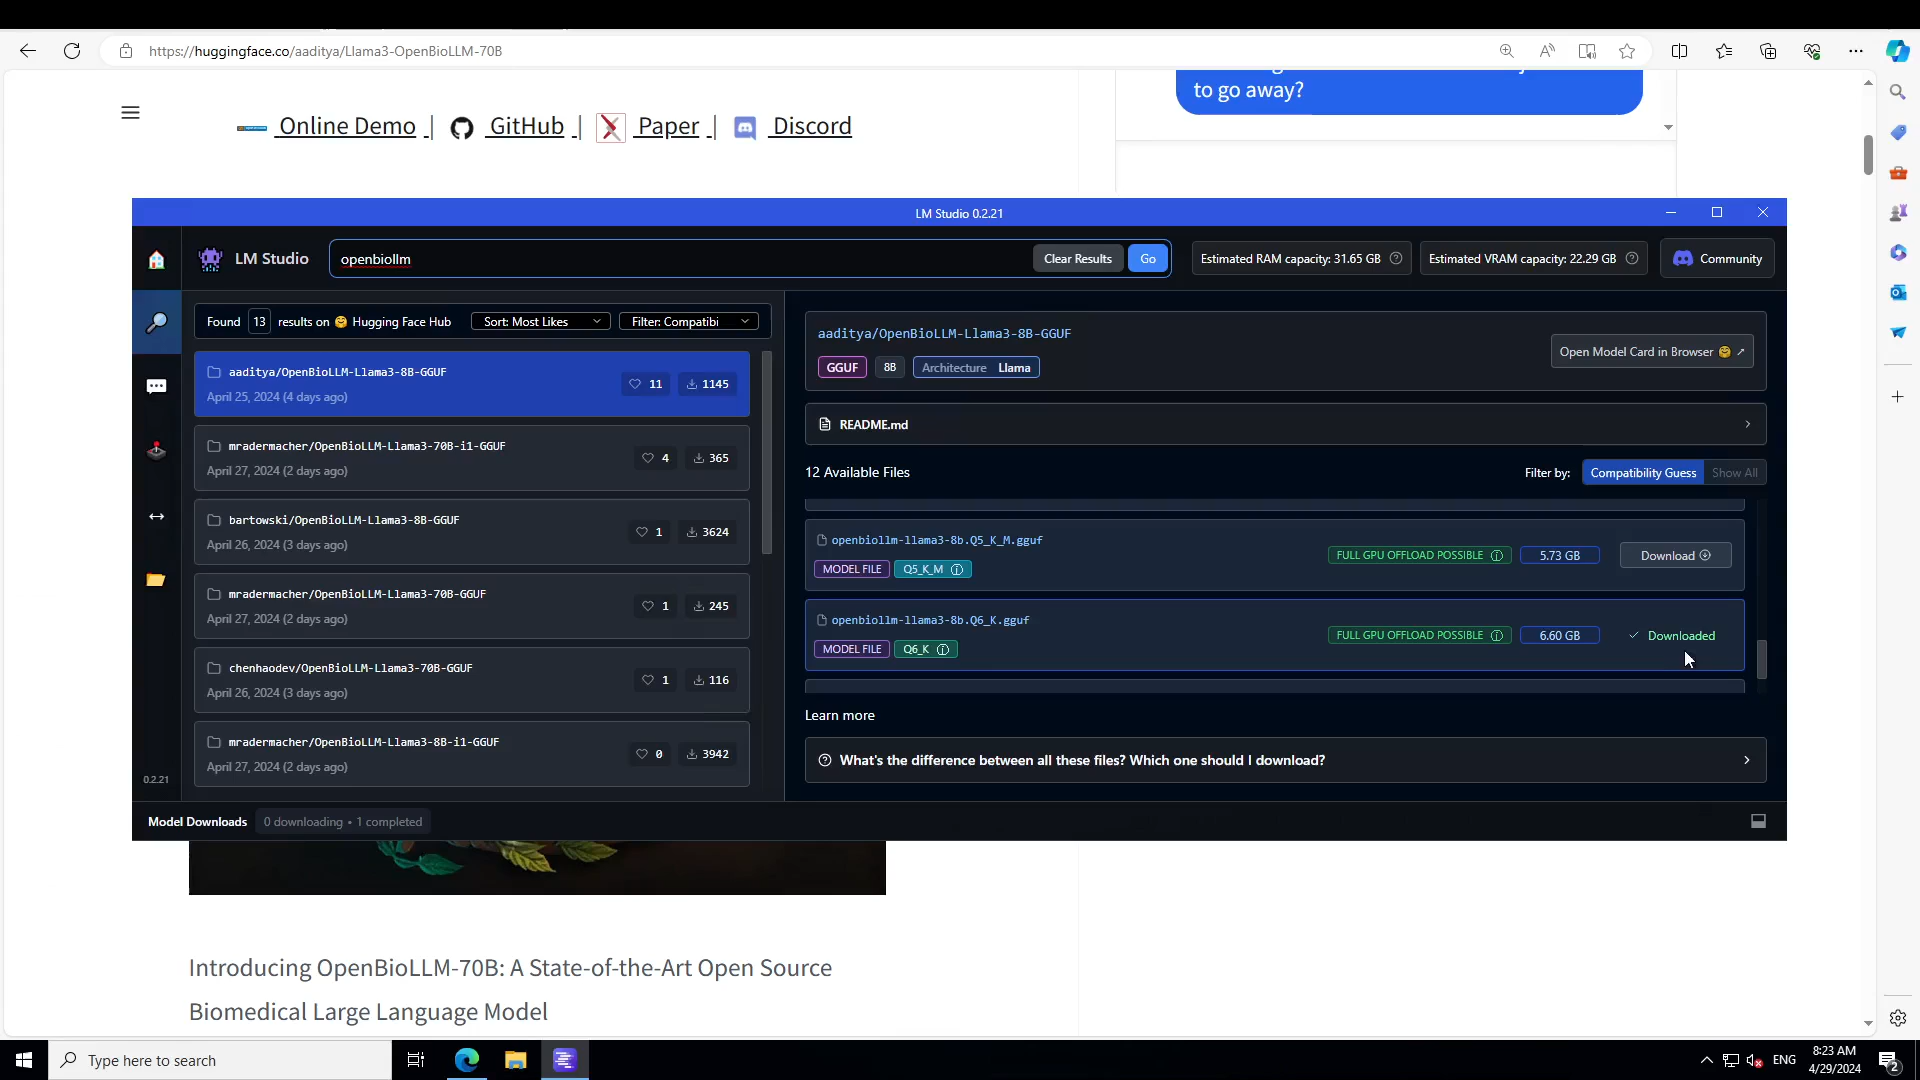 https://huggingface.co/aaditya/Llama3-OpenBioLLM-70B
to go away?
Online Demo | GitHub | Paper | Discord
LM Studio 0.2.21
LM Studio
openbiollm
Clear Results
Go
Estimated RAM capacity: 31.65 GB
Estimated VRAM capacity: 22.29 GB
Community
Found 13 results on 🤗 Hugging Face Hub
Sort: Most Likes
Filter: Compatibi
aaditya/OpenBioLLM-Llama3-8B-GGUF
11
1145
April 25, 2024 (4 days ago)
mradermacher/OpenBioLLM-Llama3-70B-i1-GGUF
4
365
April 27, 2024 (2 days ago)
bartowski/OpenBioLLM-Llama3-8B-GGUF
1
3624
April 26, 2024 (3 days ago)
mradermacher/OpenBioLLM-Llama3-70B-GGUF
1
245
April 27, 2024 (2 days ago)
chenhaodev/OpenBioLLM-Llama3-70B-GGUF
1
116
April 26, 2024 (3 days ago)
mradermacher/OpenBioLLM-Llama3-8B-i1-GGUF
0
3942
April 27, 2024 (2 days ago)
0.2.21
aaditya/OpenBioLLM-Llama3-8B-GGUF
GGUF
8B
Architecture Llama
Open Model Card in Browser 🤗 ↗
README.md
12 Available Files
Filter by:
Compatibility Guess
Show All
openbiollm-llama3-8b.Q5_K_M.gguf
MODEL FILE
Q5_K_M
FULL GPU OFFLOAD POSSIBLE
5.73 GB
Download
openbiollm-llama3-8b.Q6_K.gguf
MODEL FILE
Q6_K
FULL GPU OFFLOAD POSSIBLE
6.60 GB
Downloaded
Learn more
What's the difference between all these files? Which one should I download?
Model Downloads
0 downloading • 1 completed
Introducing OpenBioLLM-70B: A State-of-the-Art Open Source
Biomedical Large Language Model
Type here to search
ENG
8:23 AM
4/29/2024
2